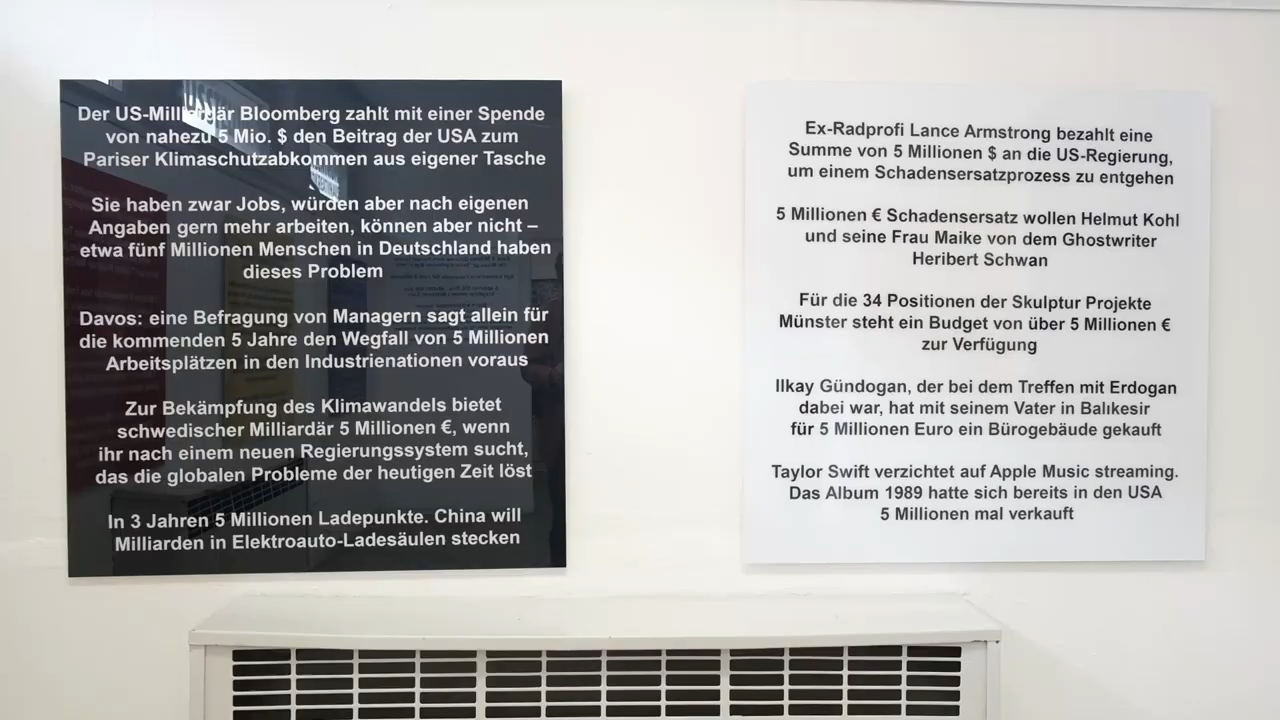 Der US-Milliardär Bloomberg zahlt mit einer Spende
von nahezu 5 Mio. $ den Beitrag der USA zum
Pariser Klimaschutzabkommen aus eigener Tasche
Sie haben zwar Jobs, würden aber nach eigenen
Angaben gern mehr arbeiten, können aber nicht –
etwa fünf Millionen Menschen in Deutschland haben
dieses Problem
Davos: eine Befragung von Managern sagt allein für
die kommenden 5 Jahre den Wegfall von 5 Millionen
Arbeitsplätzen in den Industrienationen voraus
Zur Bekämpfung des Klimawandels bietet
schwedischer Milliardär 5 Millionen €, wenn
ihr nach einem neuen Regierungssystem sucht,
das die globalen Probleme der heutigen Zeit löst
In 3 Jahren 5 Millionen Ladepunkte. China will
Milliarden in Elektroauto-Ladesäulen stecken
Ex-Radprofi Lance Armstrong bezahlt eine
Summe von 5 Millionen $ an die US-Regierung,
um einem Schadensersatzprozess zu entgehen
5 Millionen € Schadensersatz wollen Helmut Kohl
und seine Frau Maike von dem Ghostwriter
Heribert Schwan
Für die 34 Positionen der Skulptur Projekte
Münster steht ein Budget von über 5 Millionen €
zur Verfügung
Ilkay Gündogan, der bei dem Treffen mit Erdogan
dabei war, hat mit seinem Vater in Balıkesir
für 5 Millionen Euro ein Bürogebäude gekauft
Taylor Swift verzichtet auf Apple Music streaming.
Das Album 1989 hatte sich bereits in den USA
5 Millionen mal verkauft